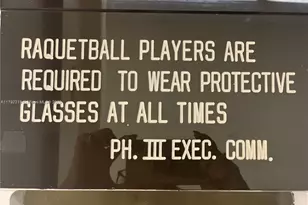 RAQUETBALL PLAYERS ARE
REQUIRED TO WEAR PROTECTIVE
GLASSES AT ALL TIMES
PH. III EXEC. COMM.